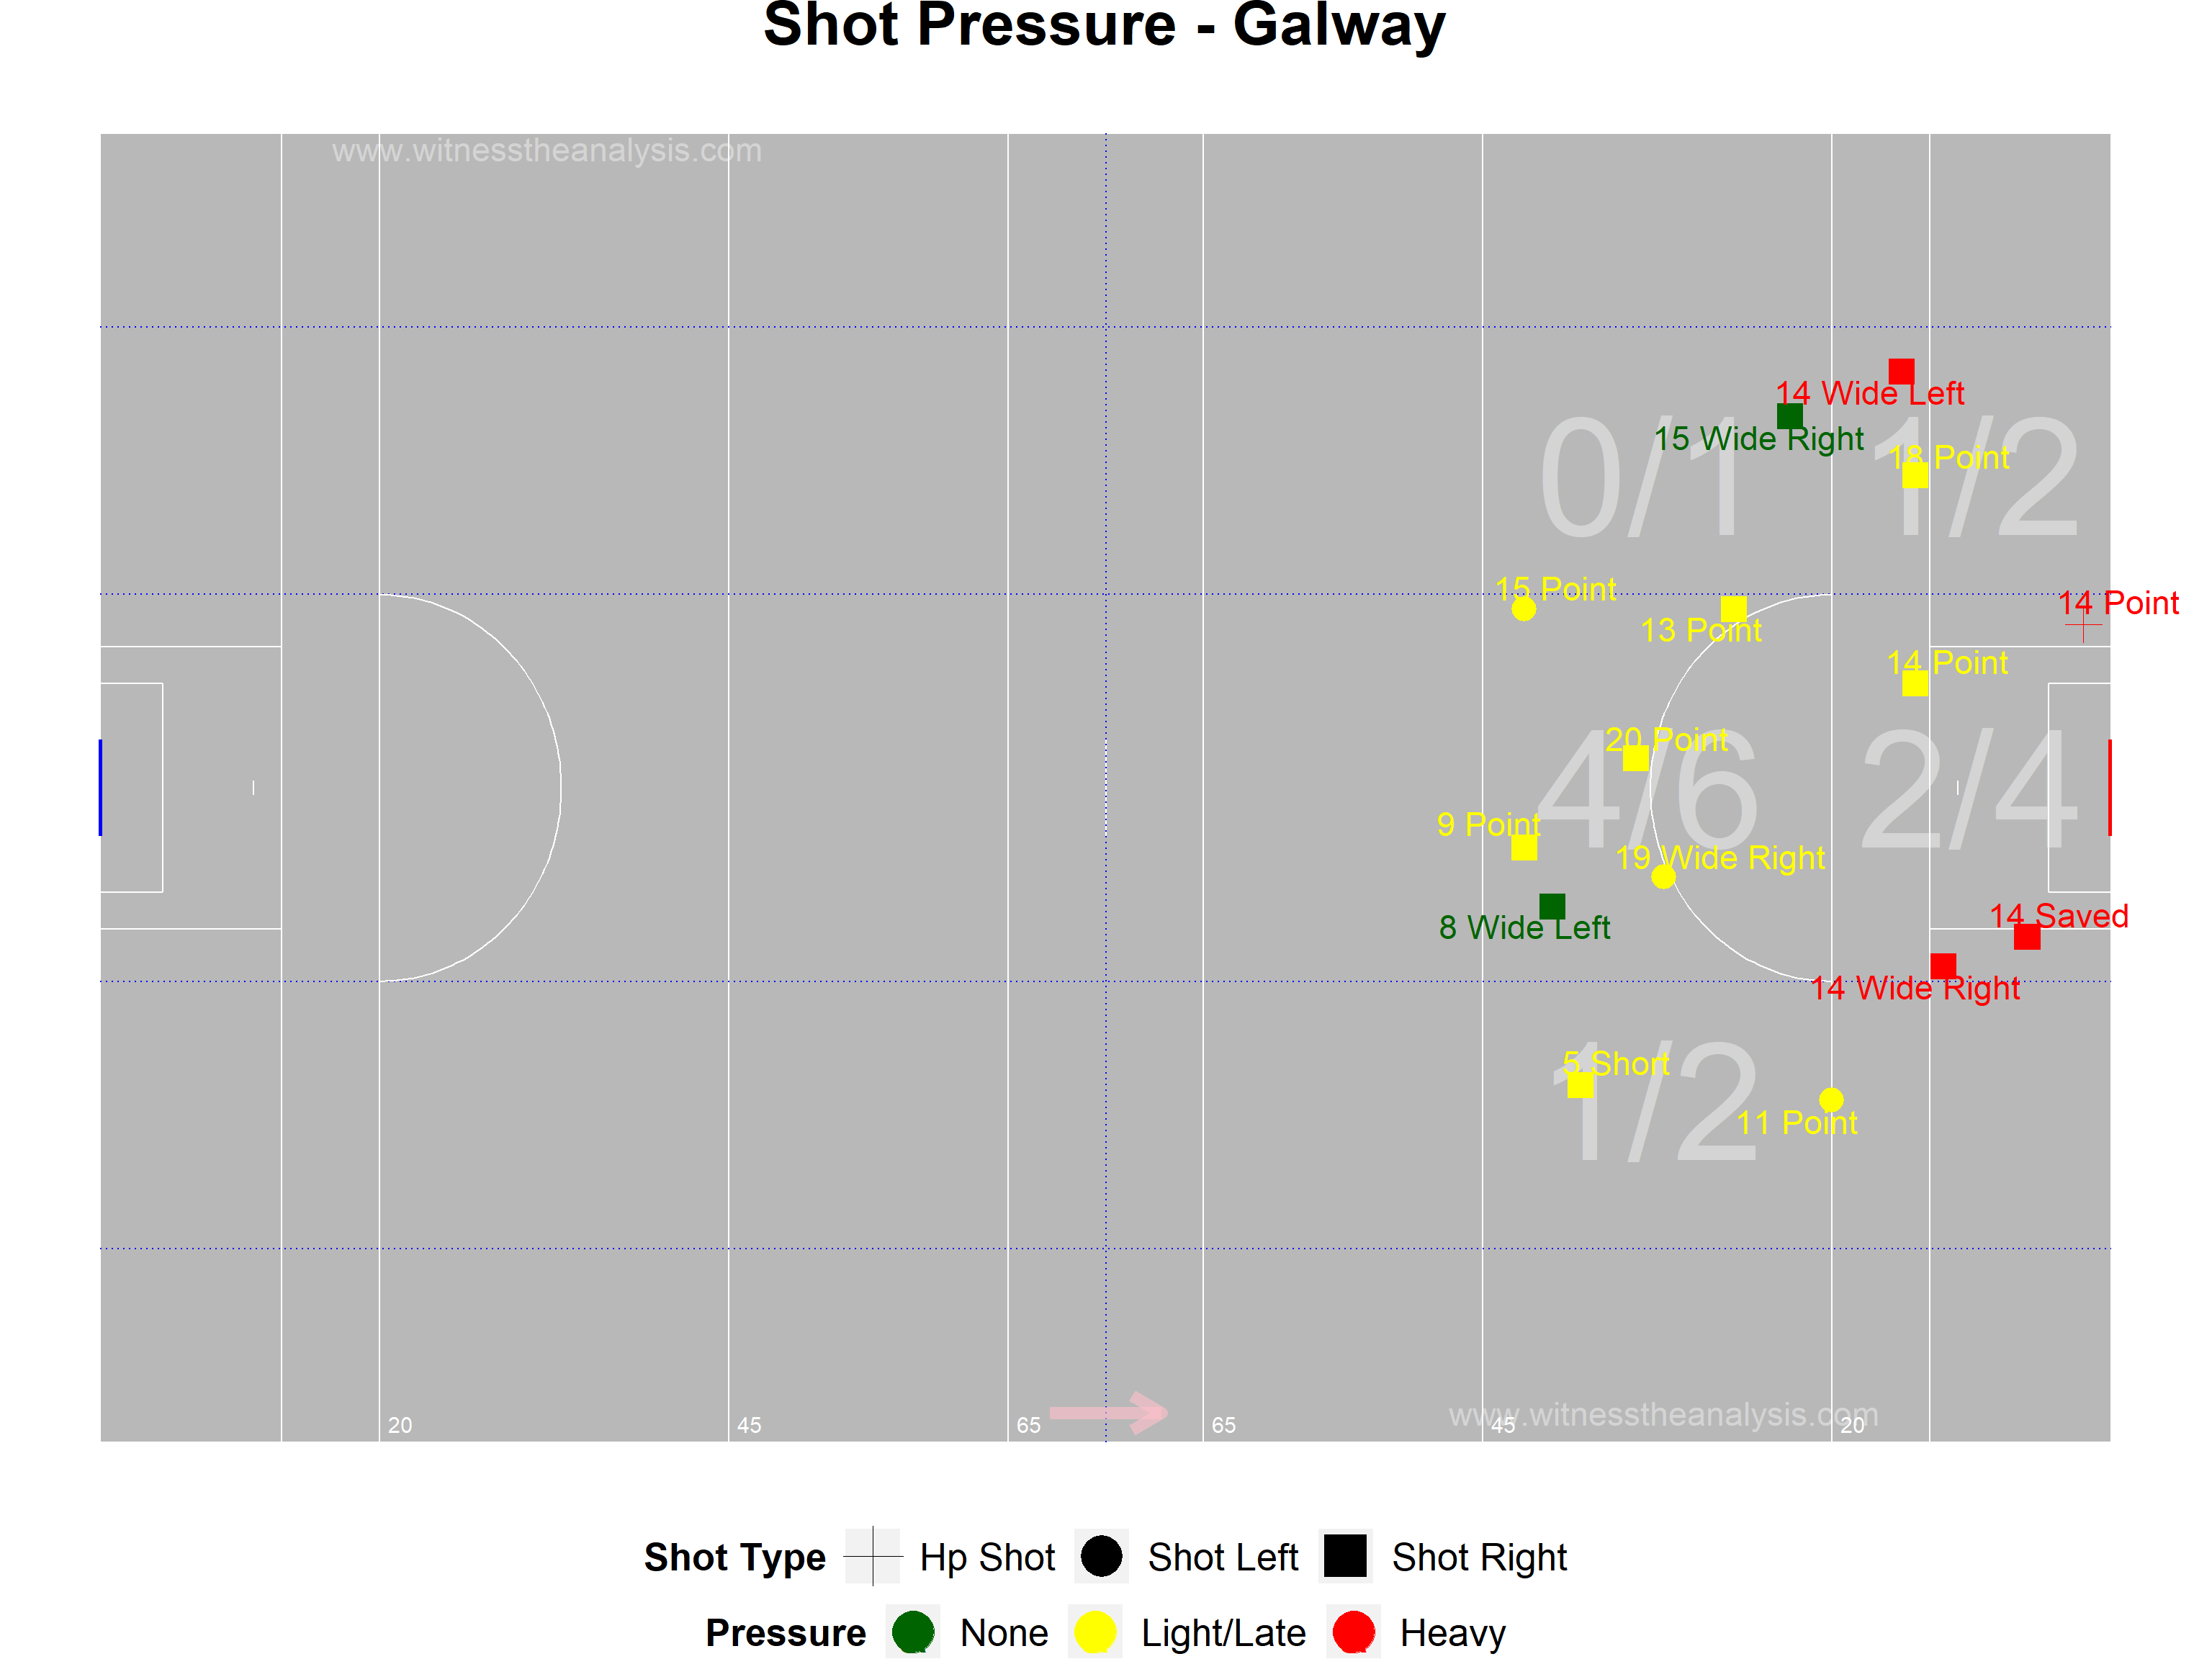 Shot Pressure - Galway
www.witnesstheanalysis.com
14 Wide Left
0/1
15 Wide Right
1/2
18 Point
15 Point
14 Point
13 Point
14 Point
20 Point
4/6
2/4
9 Point
19 Wide Right
8 Wide Left
14 Saved
14 Wide Right
5 Short
1/2
11 Point
www.witnesstheanalysis.com
20
45
65
65
45
20
Shot Type Hp Shot Shot Left Shot Right
Pressure None Light/Late Heavy